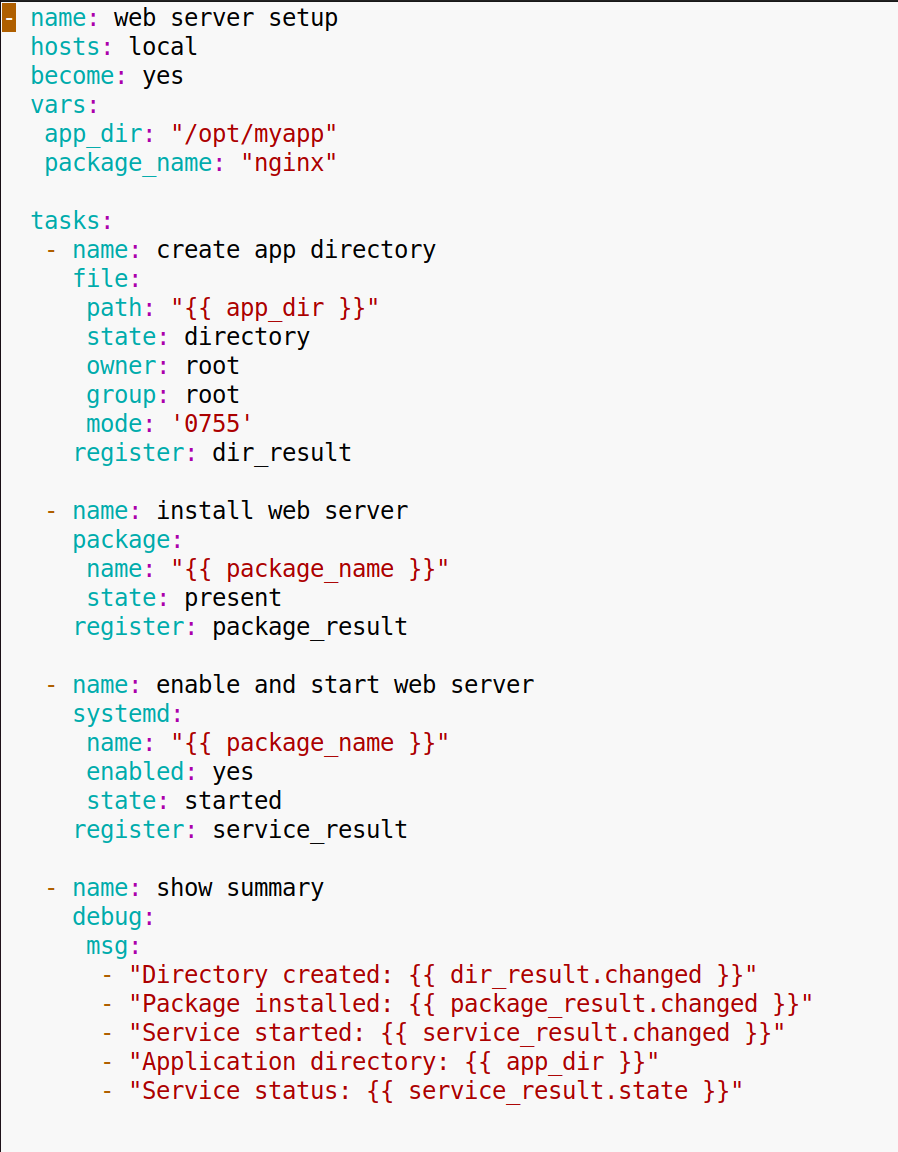 - name: web server setup
  hosts: local
  become: yes
  vars:
   app_dir: "/opt/myapp"
   package_name: "nginx"

  tasks:
   - name: create app directory
     file:
      path: "{{ app_dir }}"
      state: directory
      owner: root
      group: root
      mode: '0755'
     register: dir_result

   - name: install web server
     package:
      name: "{{ package_name }}"
      state: present
     register: package_result

   - name: enable and start web server
     systemd:
      name: "{{ package_name }}"
      enabled: yes
      state: started
     register: service_result

   - name: show summary
     debug:
      msg:
       - "Directory created: {{ dir_result.changed }}"
       - "Package installed: {{ package_result.changed }}"
       - "Service started: {{ service_result.changed }}"
       - "Application directory: {{ app_dir }}"
       - "Service status: {{ service_result.state }}"